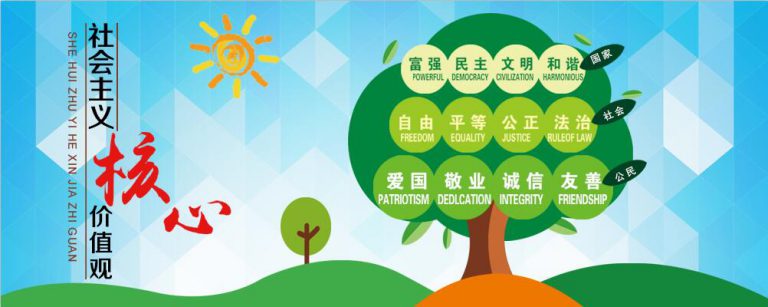 社会主义
核心
价值观
SHE HUI ZHU YI HE XIN JIA ZHI GUAN
富强 民主 文明 和谐
POWERFUL DEMOCRACY CIVILIZATION HARMONIOUS
国家
自由 平等 公正 法治
FREEDOM EQUALITY JUSTICE RULEOF LAW
社会
爱国 敬业 诚信 友善
PATRIOTISM DEDLCATION INTEGRITY FRIENDSHIP
公民